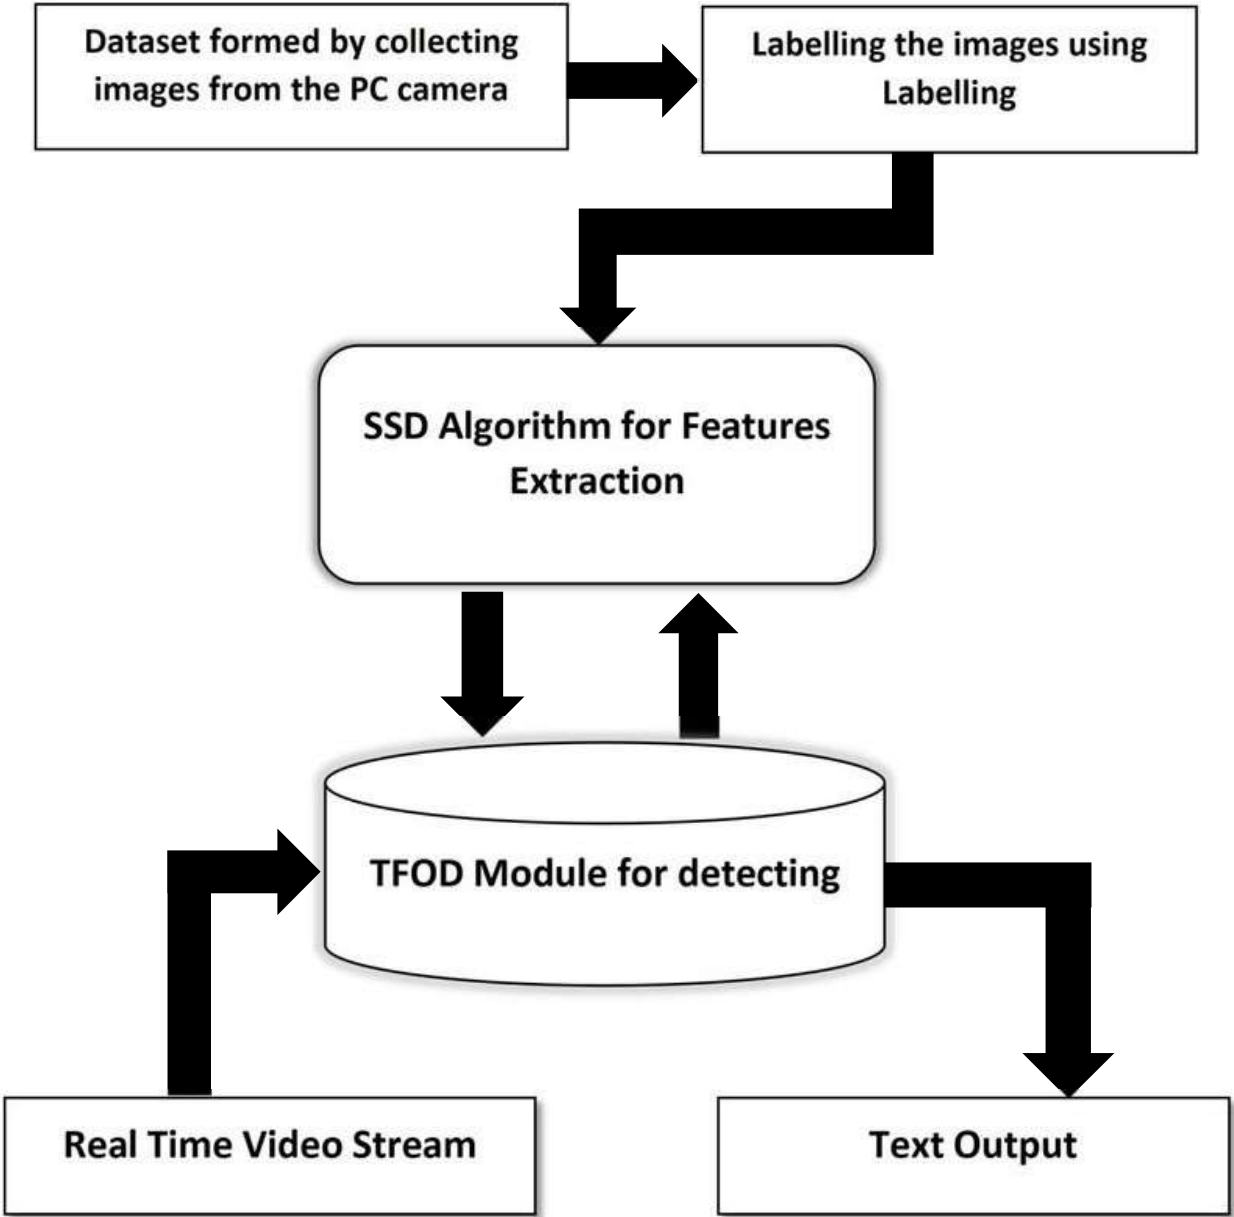 Dataset formed by collecting
images from the PC camera
Labelling the images using
Labelling
SSD Algorithm for Features
Extraction
TFOD Module for detecting
Real Time Video Stream
Text Output